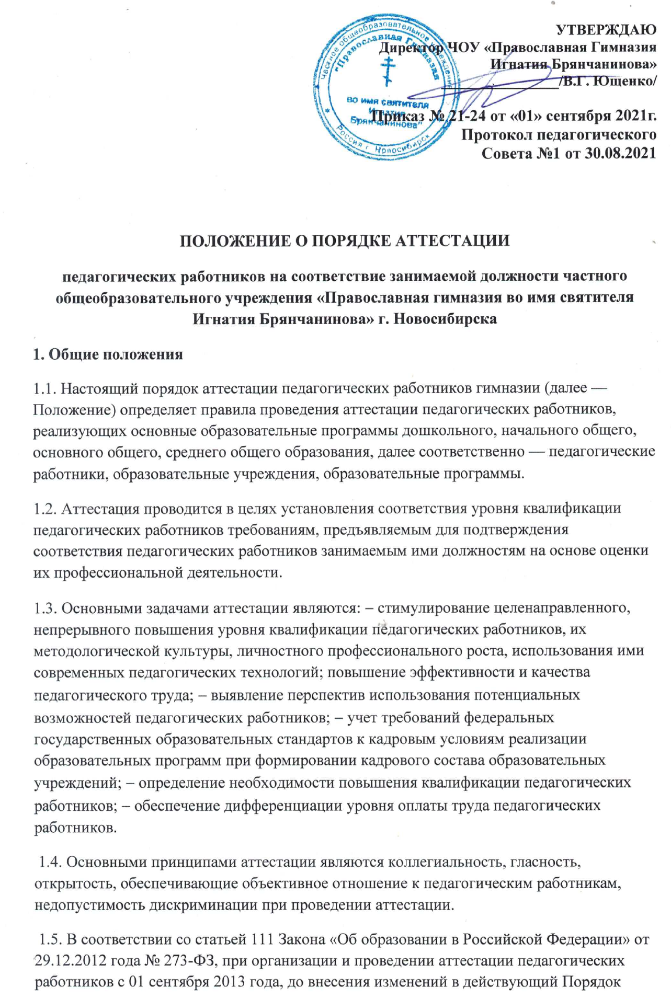 УТВЕРЖДАЮ
Директор ЧОУ «Православная Гимназия
Игнатия Брянчанинова»
________________/В.Г. Ющенко/
Приказ № 21-24 от «01» сентября 2021г.
Протокол педагогического
Совета №1 от 30.08.2021
Частное общеобразовательное учреждение
"Православная Гимназия
во имя святителя
Игнатия
Брянчанинова"
Россия г Новосибирск
ПОЛОЖЕНИЕ О ПОРЯДКЕ АТТЕСТАЦИИ
педагогических работников на соответствие занимаемой должности частного
общеобразовательного учреждения «Православная гимназия во имя святителя
Игнатия Брянчанинова» г. Новосибирска
1. Общие положения
1.1. Настоящий порядок аттестации педагогических работников гимназии (далее —
Положение) определяет правила проведения аттестации педагогических работников,
реализующих основные образовательные программы дошкольного, начального общего,
основного общего, среднего общего образования, далее соответственно — педагогические
работники, образовательные учреждения, образовательные программы.
1.2. Аттестация проводится в целях установления соответствия уровня квалификации
педагогических работников требованиям, предъявляемым для подтверждения
соответствия педагогических работников занимаемым ими должностям на основе оценки
их профессиональной деятельности.
1.3. Основными задачами аттестации являются: – стимулирование целенаправленного,
непрерывного повышения уровня квалификации педагогических работников, их
методологической культуры, личностного профессионального роста, использования ими
современных педагогических технологий; повышение эффективности и качества
педагогического труда; – выявление перспектив использования потенциальных
возможностей педагогических работников; – учет требований федеральных
государственных образовательных стандартов к кадровым условиям реализации
образовательных программ при формировании кадрового состава образовательных
учреждений; – определение необходимости повышения квалификации педагогических
работников; – обеспечение дифференциации уровня оплаты труда педагогических
работников.
1.4. Основными принципами аттестации являются коллегиальность, гласность,
открытость, обеспечивающие объективное отношение к педагогическим работникам,
недопустимость дискриминации при проведении аттестации.
1.5. В соответствии со статьей 111 Закона «Об образовании в Российской Федерации» от
29.12.2012 года № 273-ФЗ, при организации и проведении аттестации педагогических
работников с 01 сентября 2013 года, до внесения изменений в действующий Порядок